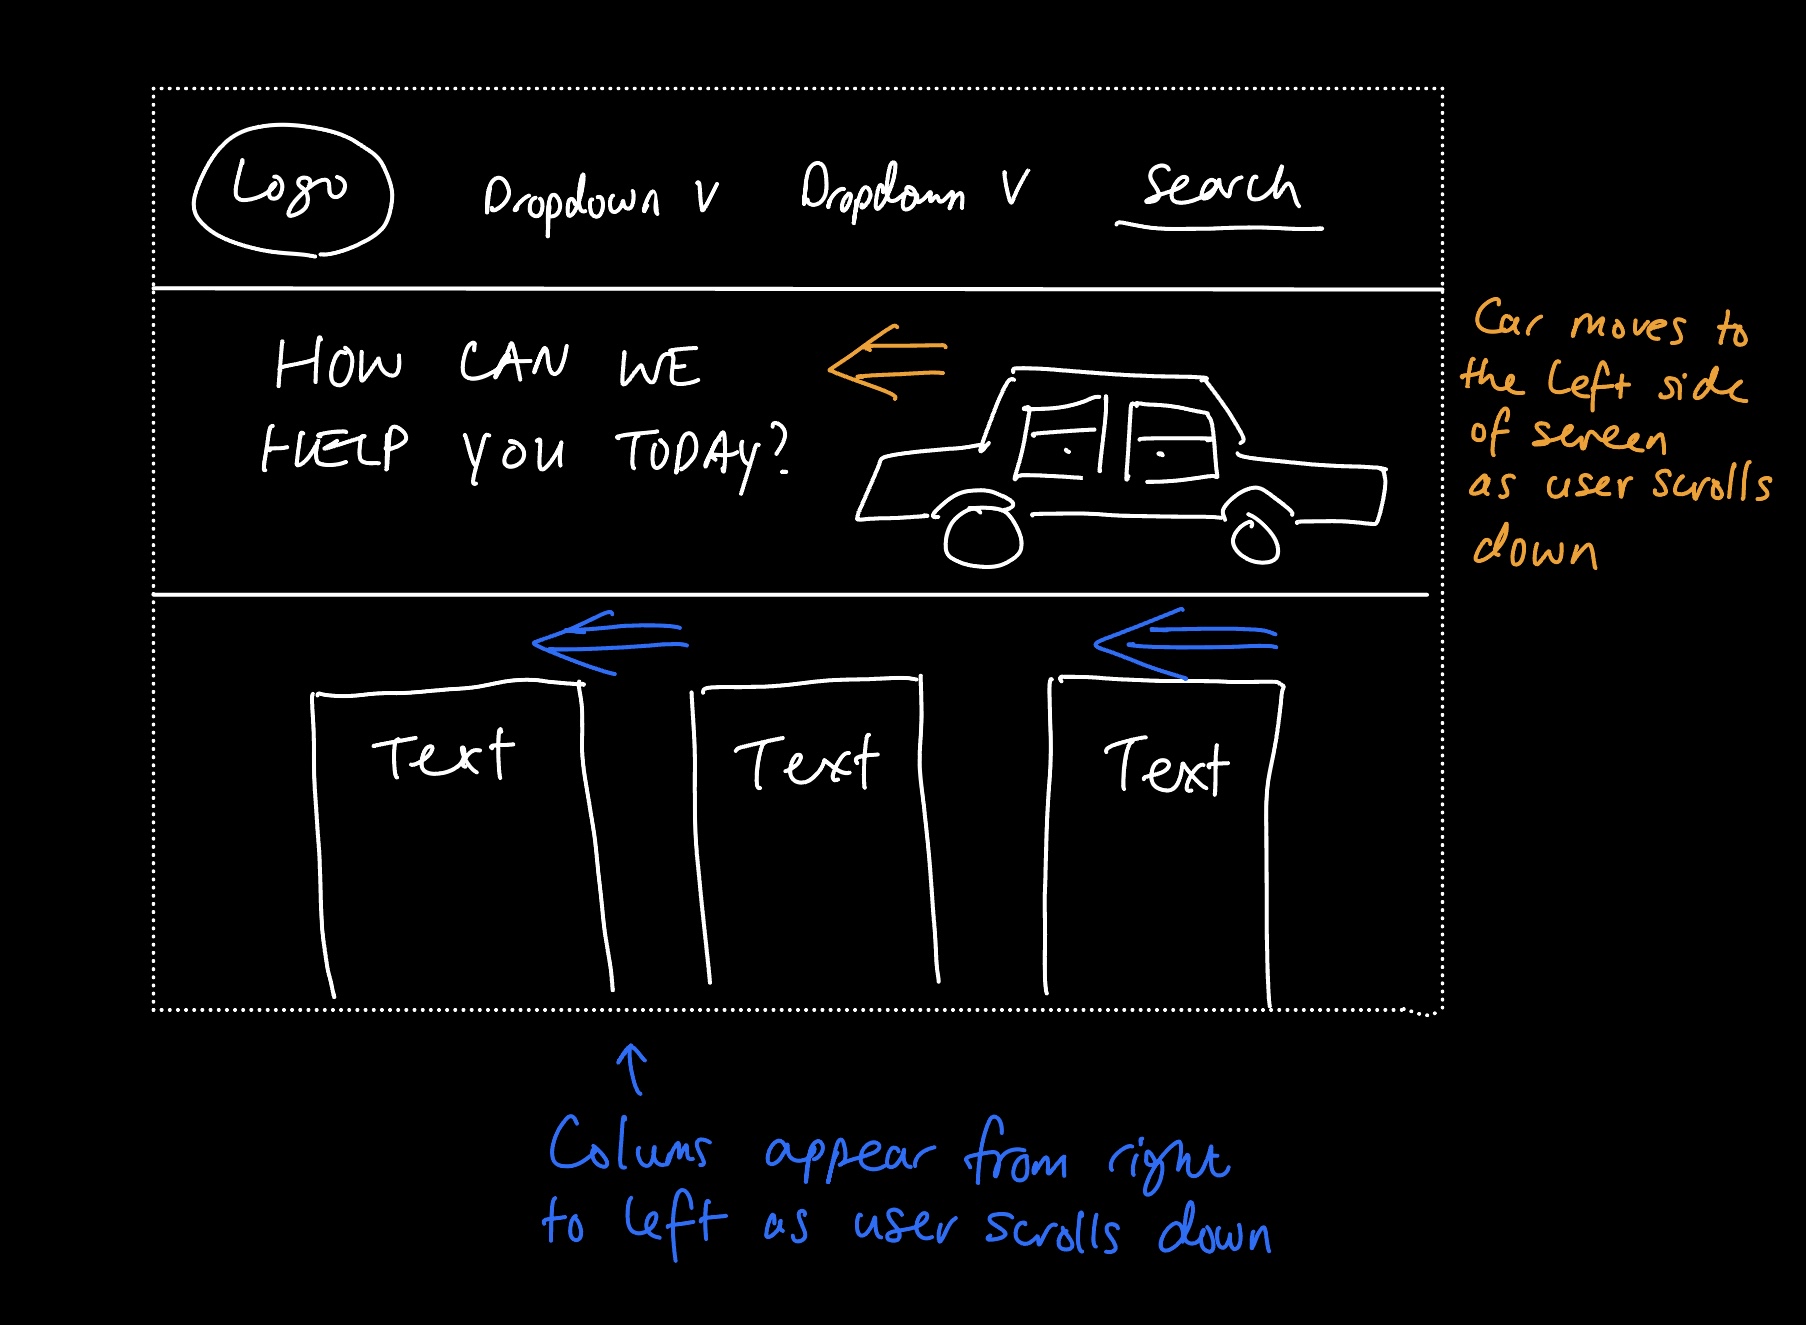 Logo
Dropdown V
Dropdown V
Search
HOW CAN WE
HELP YOU TODAY?
Car moves to
the left side
of screen
as user scrolls
down
Text
Text
Text
Colums appear from right
to left as user scrolls down